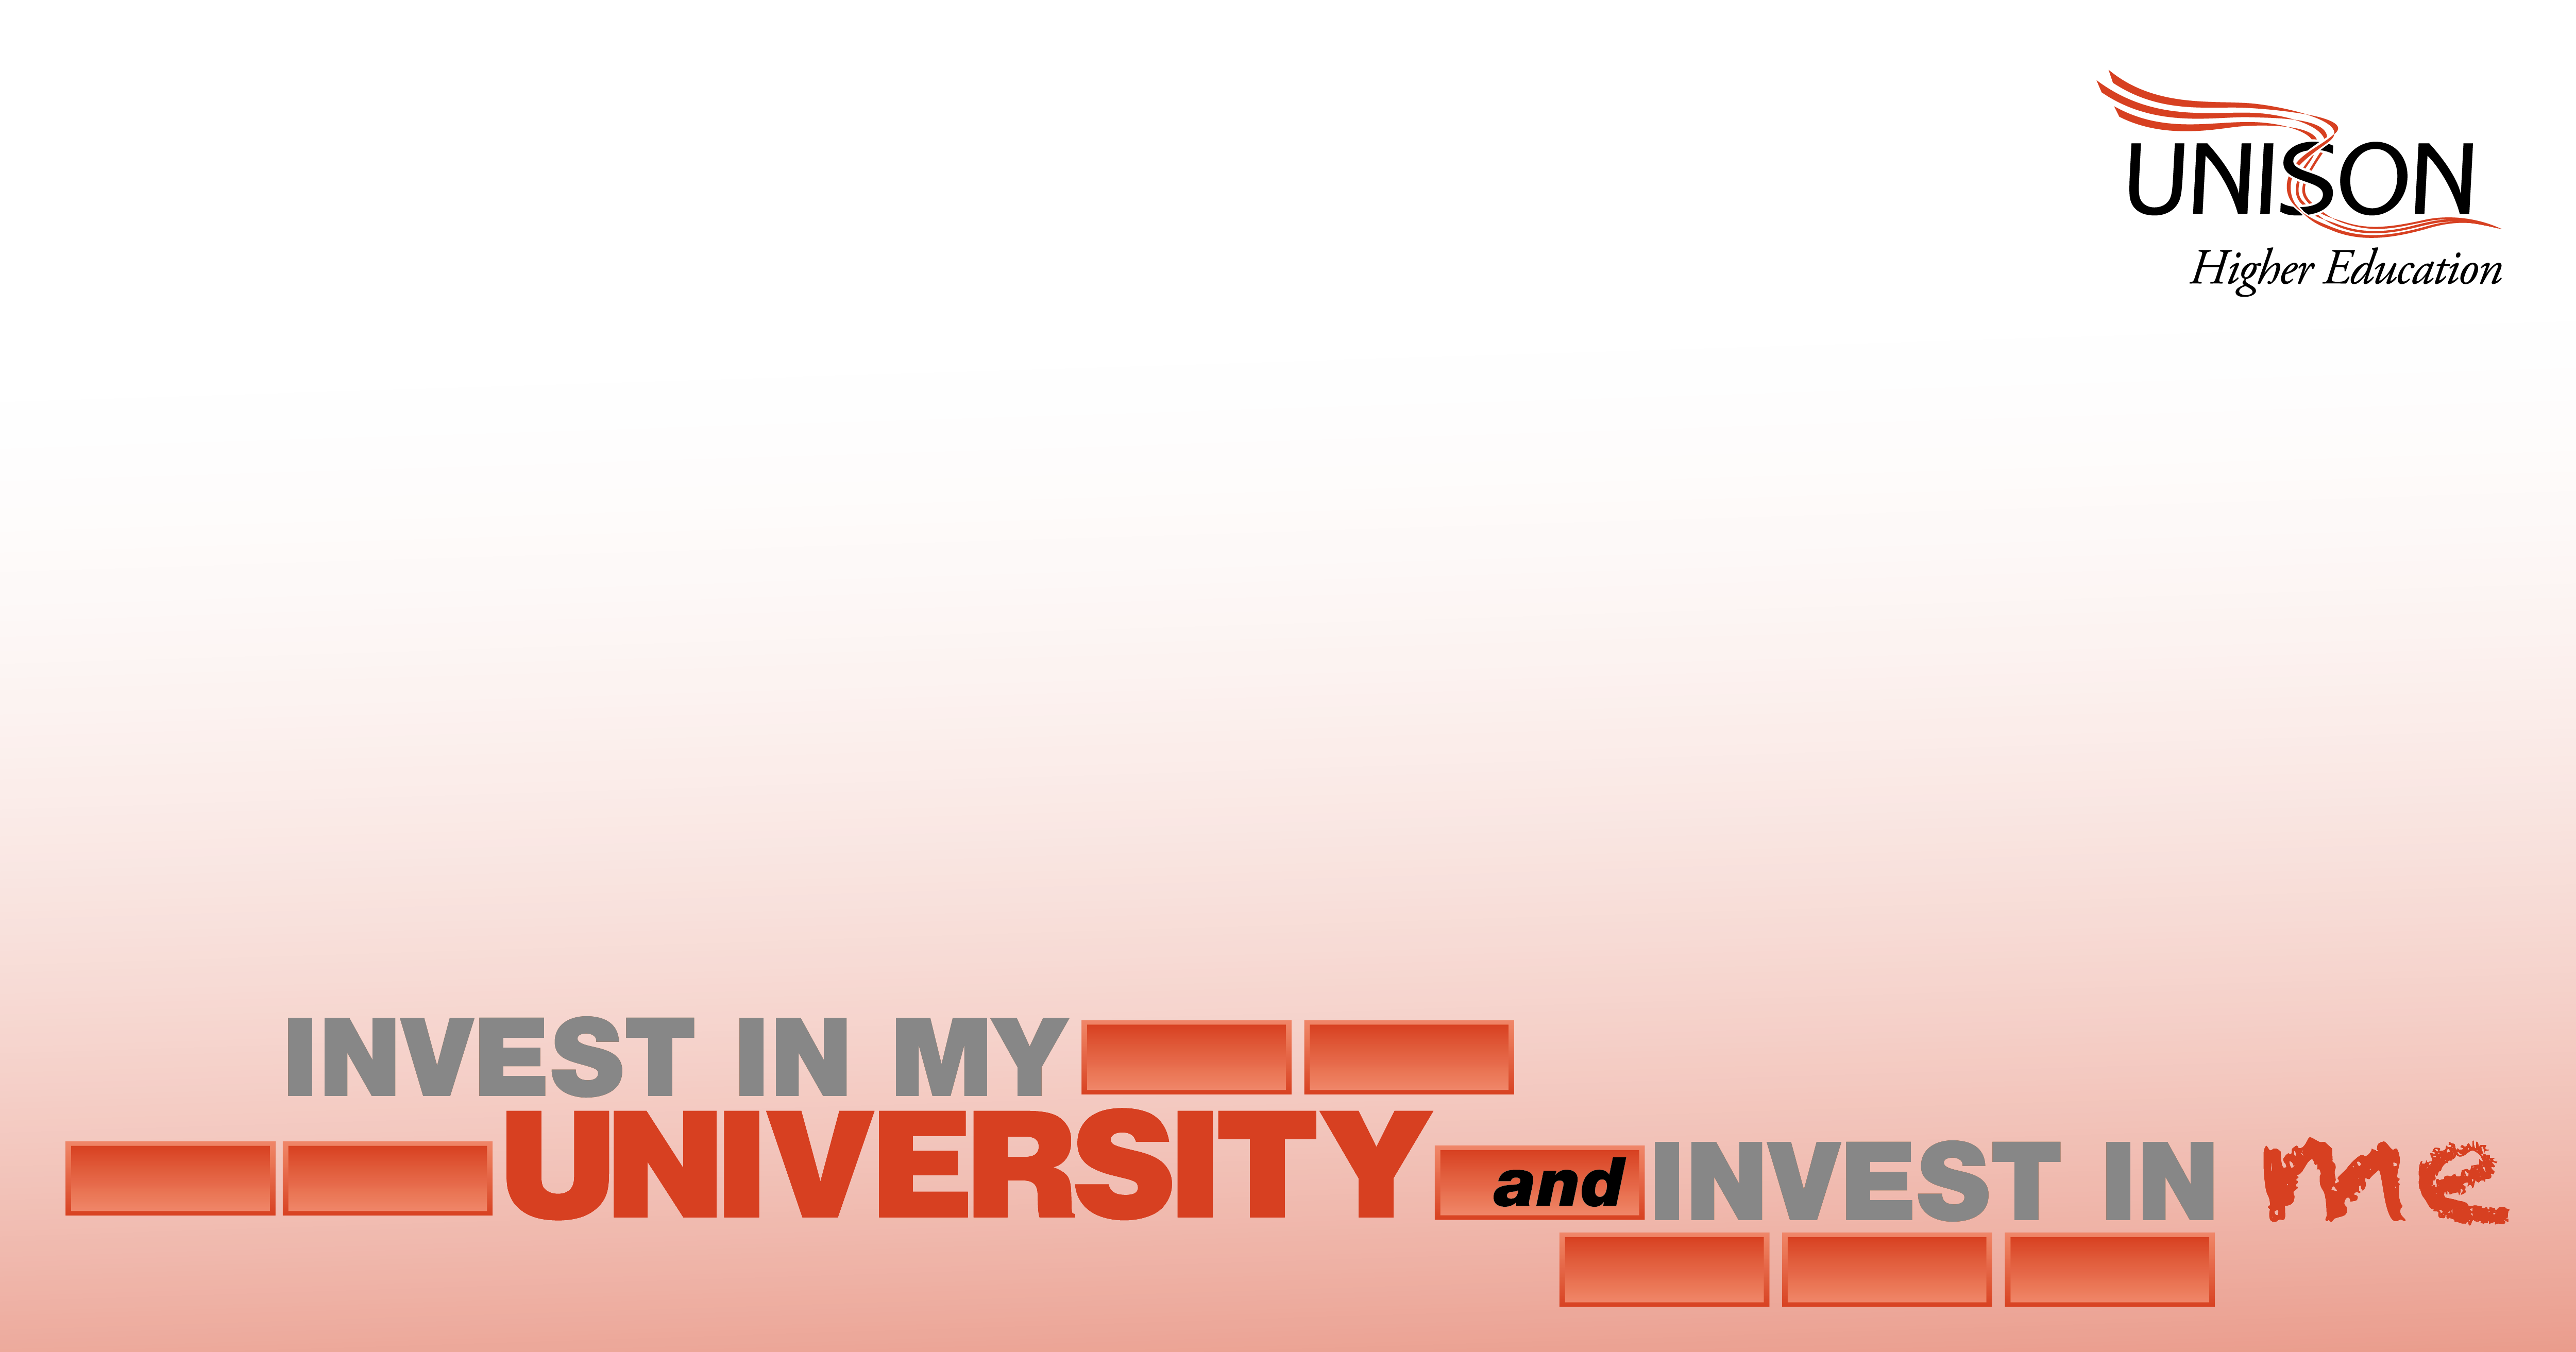 UNISON
Higher Education
INVEST IN MY
UNIVERSITY and INVEST IN me